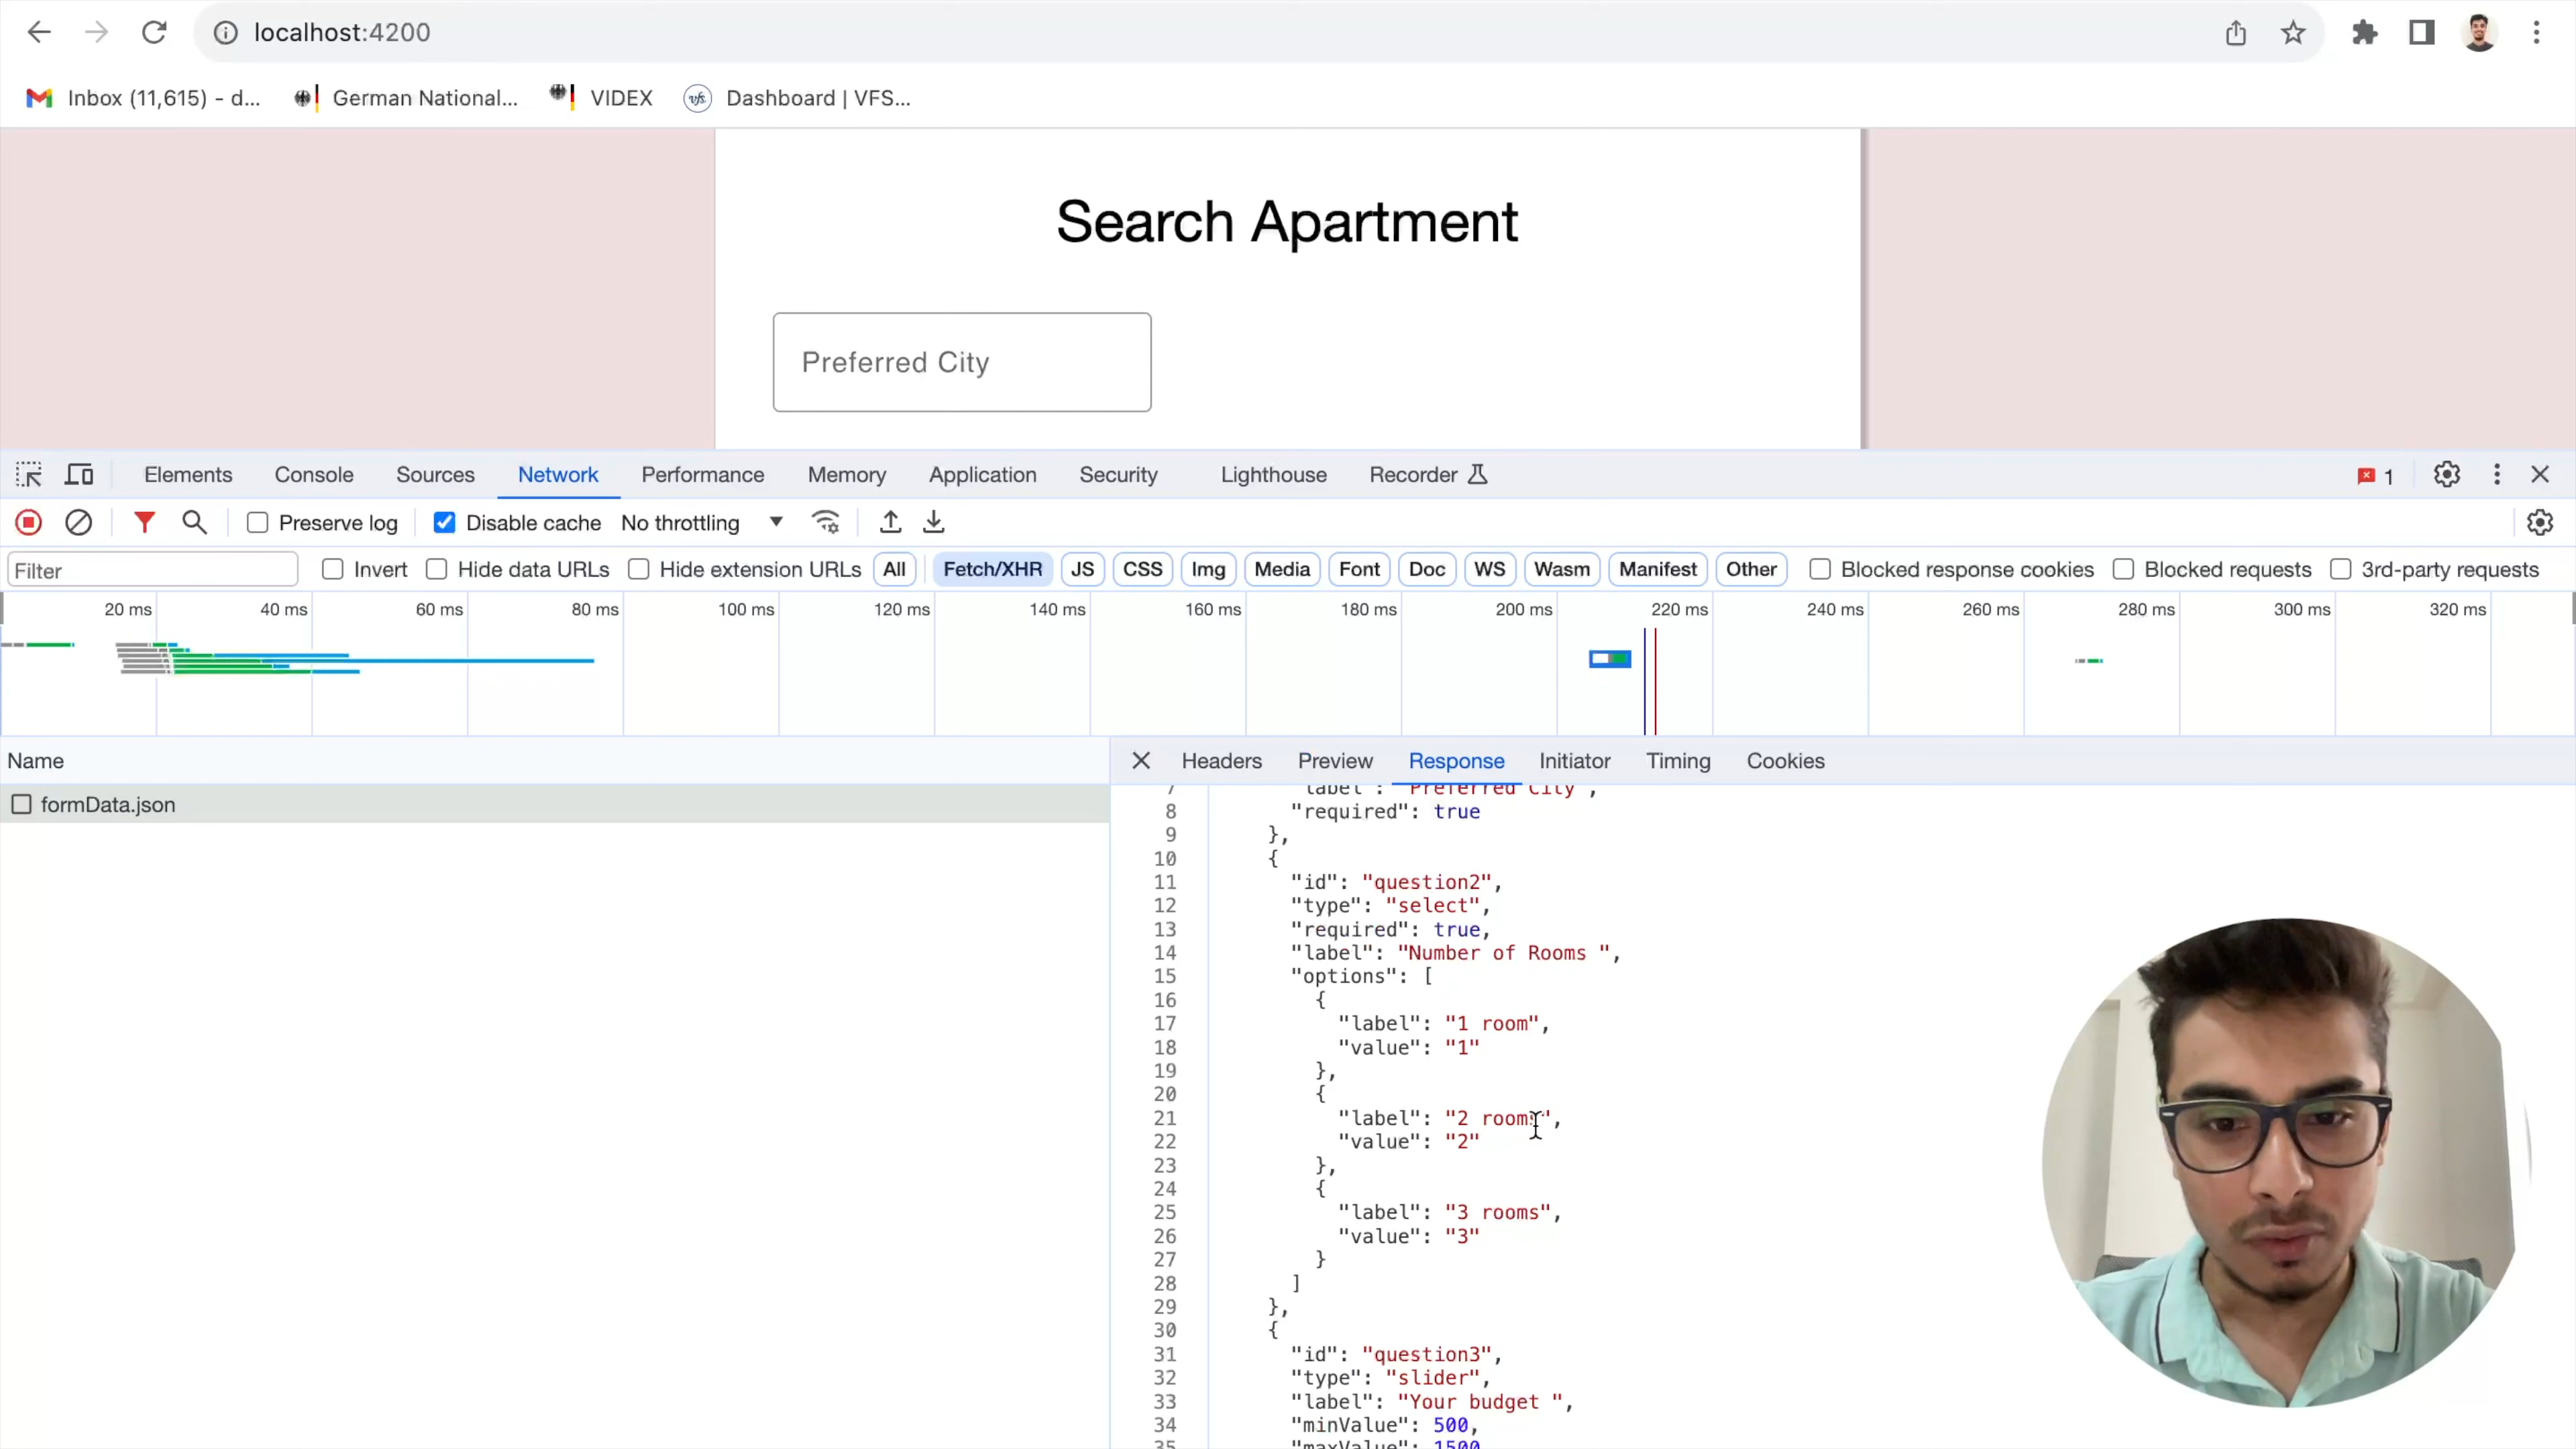 localhost:4200
Inbox (11,615) - d... German National... VIDEX vfs Dashboard | VFS...
Search Apartment
Preferred City
Elements Console Sources Network Performance Memory Application Security Lighthouse Recorder 1
Preserve log Disable cache No throttling
Filter Invert Hide data URLs Hide extension URLs All Fetch/XHR JS CSS Img Media Font Doc WS Wasm Manifest Other Blocked response cookies Blocked requests 3rd-party requests
20 ms 40 ms 60 ms 80 ms 100 ms 120 ms 140 ms 160 ms 180 ms 200 ms 220 ms 240 ms 260 ms 280 ms 300 ms 320 ms
Name Headers Preview Response Initiator Timing Cookies
formData.json
7 "label": "Preferred City",
8 "required": true
9 },
10 {
11 "id": "question2",
12 "type": "select",
13 "required": true,
14 "label": "Number of Rooms ",
15 "options": [
16 {
17 "label": "1 room",
18 "value": "1"
19 },
20 {
21 "label": "2 rooms",
22 "value": "2"
23 },
24 {
25 "label": "3 rooms",
26 "value": "3"
27 }
28 ]
29 },
30 {
31 "id": "question3",
32 "type": "slider",
33 "label": "Your budget ",
34 "minValue": 500,
35 "maxValue": 1500